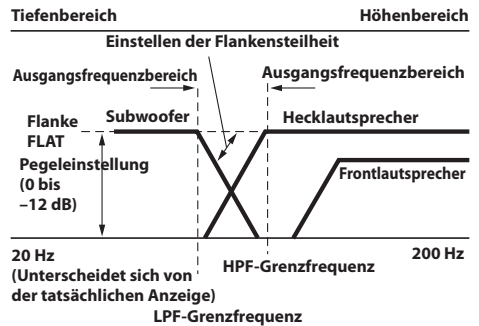 Tiefenbereich
Höhenbereich
Einstellen der Flankensteilheit
Ausgangsfrequenzbereich
Ausgangsfrequenzbereich
Flanke
FLAT
Subwoofer
Hecklautsprecher
Pegeleinstellung
(0 bis
–12 dB)
Frontlautsprecher
20 Hz
(Unterscheidet sich von
der tatsächlichen Anzeige)
HPF-Grenzfrequenz
200 Hz
LPF-Grenzfrequenz